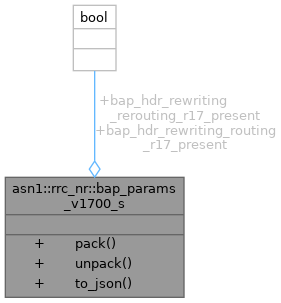 bool
+bap_hdr_rewriting
_rerouting_r17_present
+bap_hdr_rewriting_routing
_r17_present
asn1::rrc_nr::bap_params
_v1700_s
+ pack()
+ unpack()
+ to_json()